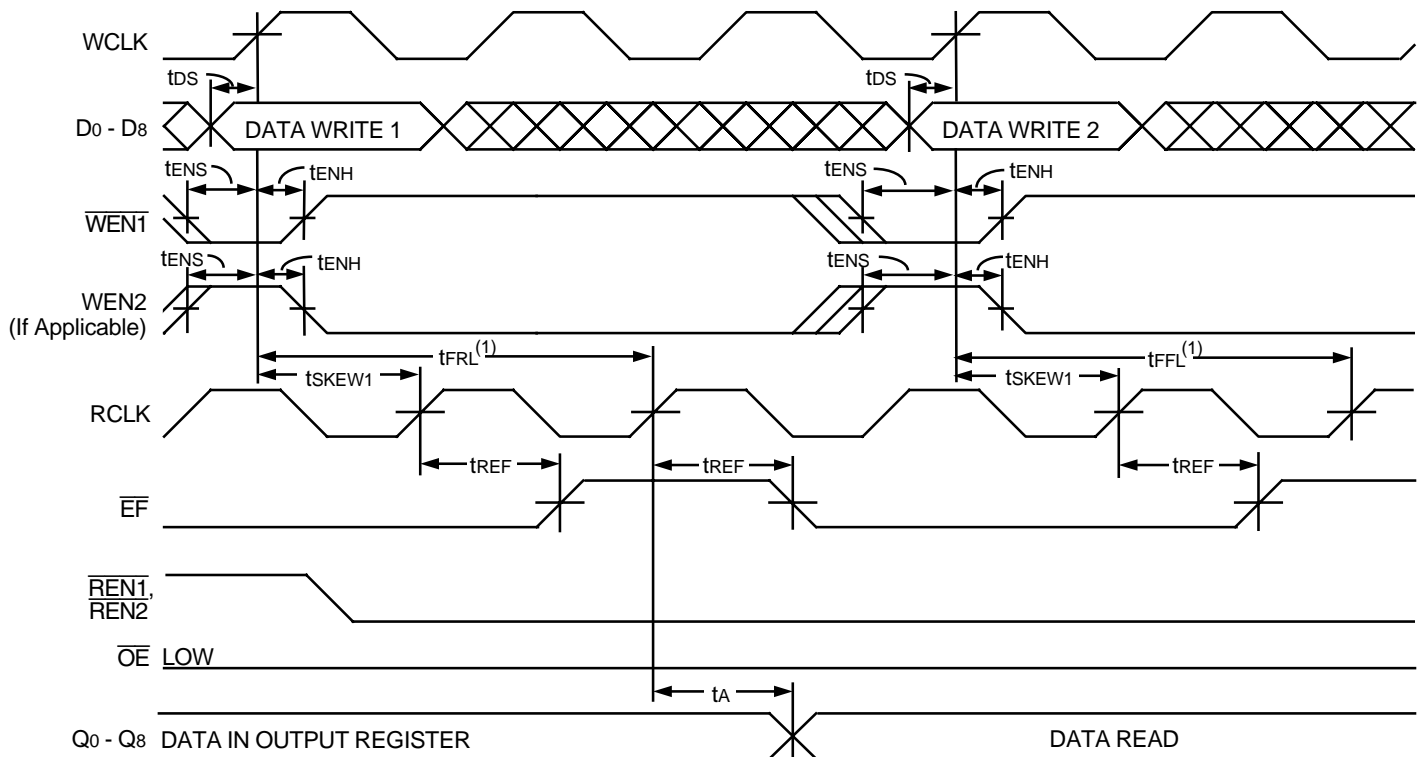 WCLK
tDS tDS
D0 - D8 DATA WRITE 1 DATA WRITE 2
tENS tENH tENS tENH
WEN1
tENS tENH tENS tENH
WEN2
(If Applicable)
tFRL(1) tFFL(1)
tSKEW1 tSKEW1
RCLK
tREF tREF tREF
EF
REN1,
REN2
OE LOW
tA
Q0 - Q8 DATA IN OUTPUT REGISTER DATA READ